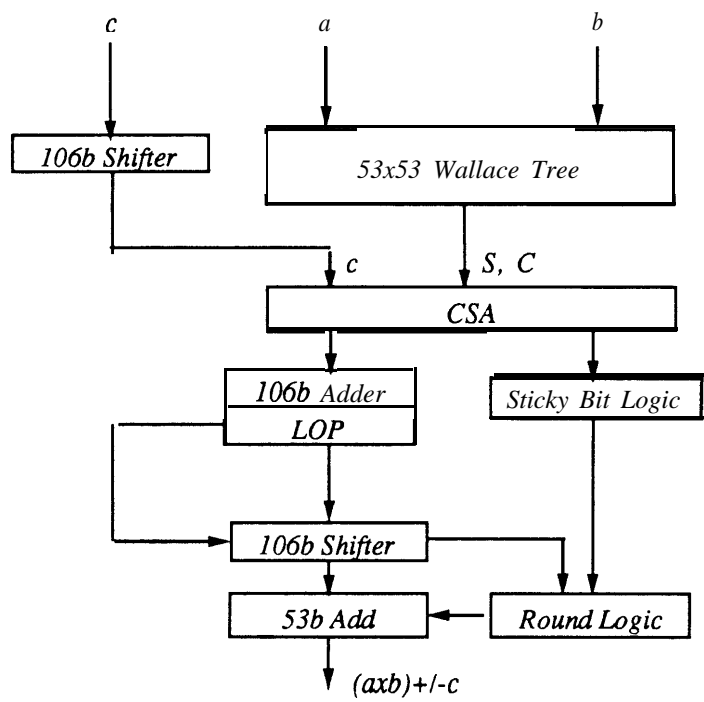 c
a
b
106b Shifter
53x53 Wallace Tree
c
S, C
CSA
106b Adder
LOP
Sticky Bit Logic
106b Shifter
53b Add
Round Logic
(axb)+/-c